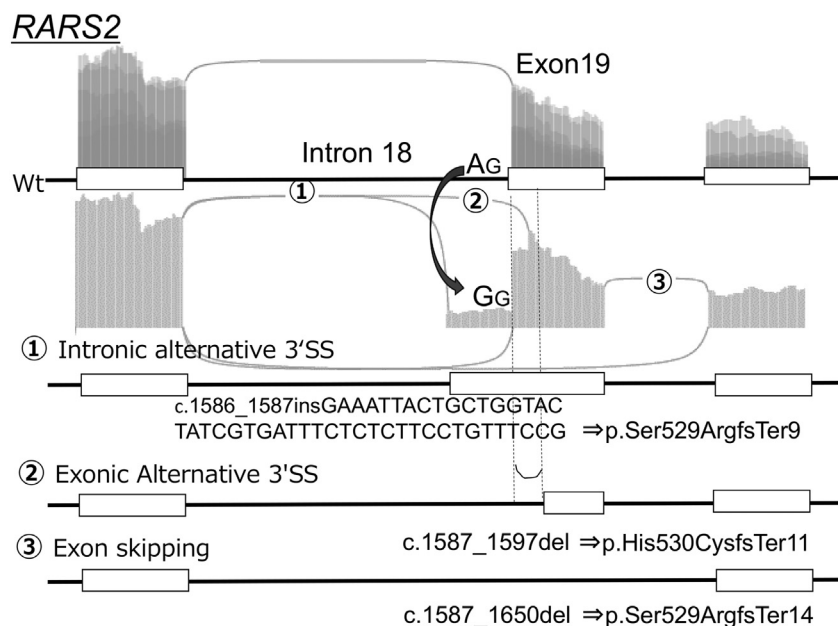 RARS2
Exon19
Intron 18
AG
Wt
①
②
GG
③
① Intronic alternative 3‘SS
c.1586_1587insGAAATTACTGCTGGTAC
TATCGTGATTTCTCTCTTCCTGTTTCCG ⇒p.Ser529ArgfsTer9
② Exonic Alternative 3'SS
c.1587_1597del ⇒p.His530CysfsTer11
③ Exon skipping
c.1587_1650del ⇒p.Ser529ArgfsTer14